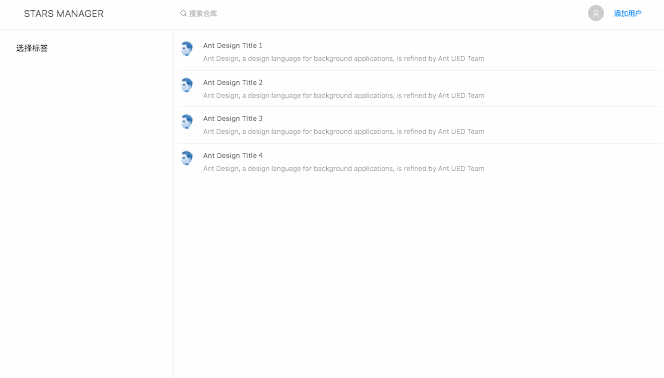 STARS MANAGER
搜索仓库
添加用户
选择标签
Ant Design Title 1
Ant Design, a design language for background applications, is refined by Ant UED Team
Ant Design Title 2
Ant Design, a design language for background applications, is refined by Ant UED Team
Ant Design Title 3
Ant Design, a design language for background applications, is refined by Ant UED Team
Ant Design Title 4
Ant Design, a design language for background applications, is refined by Ant UED Team